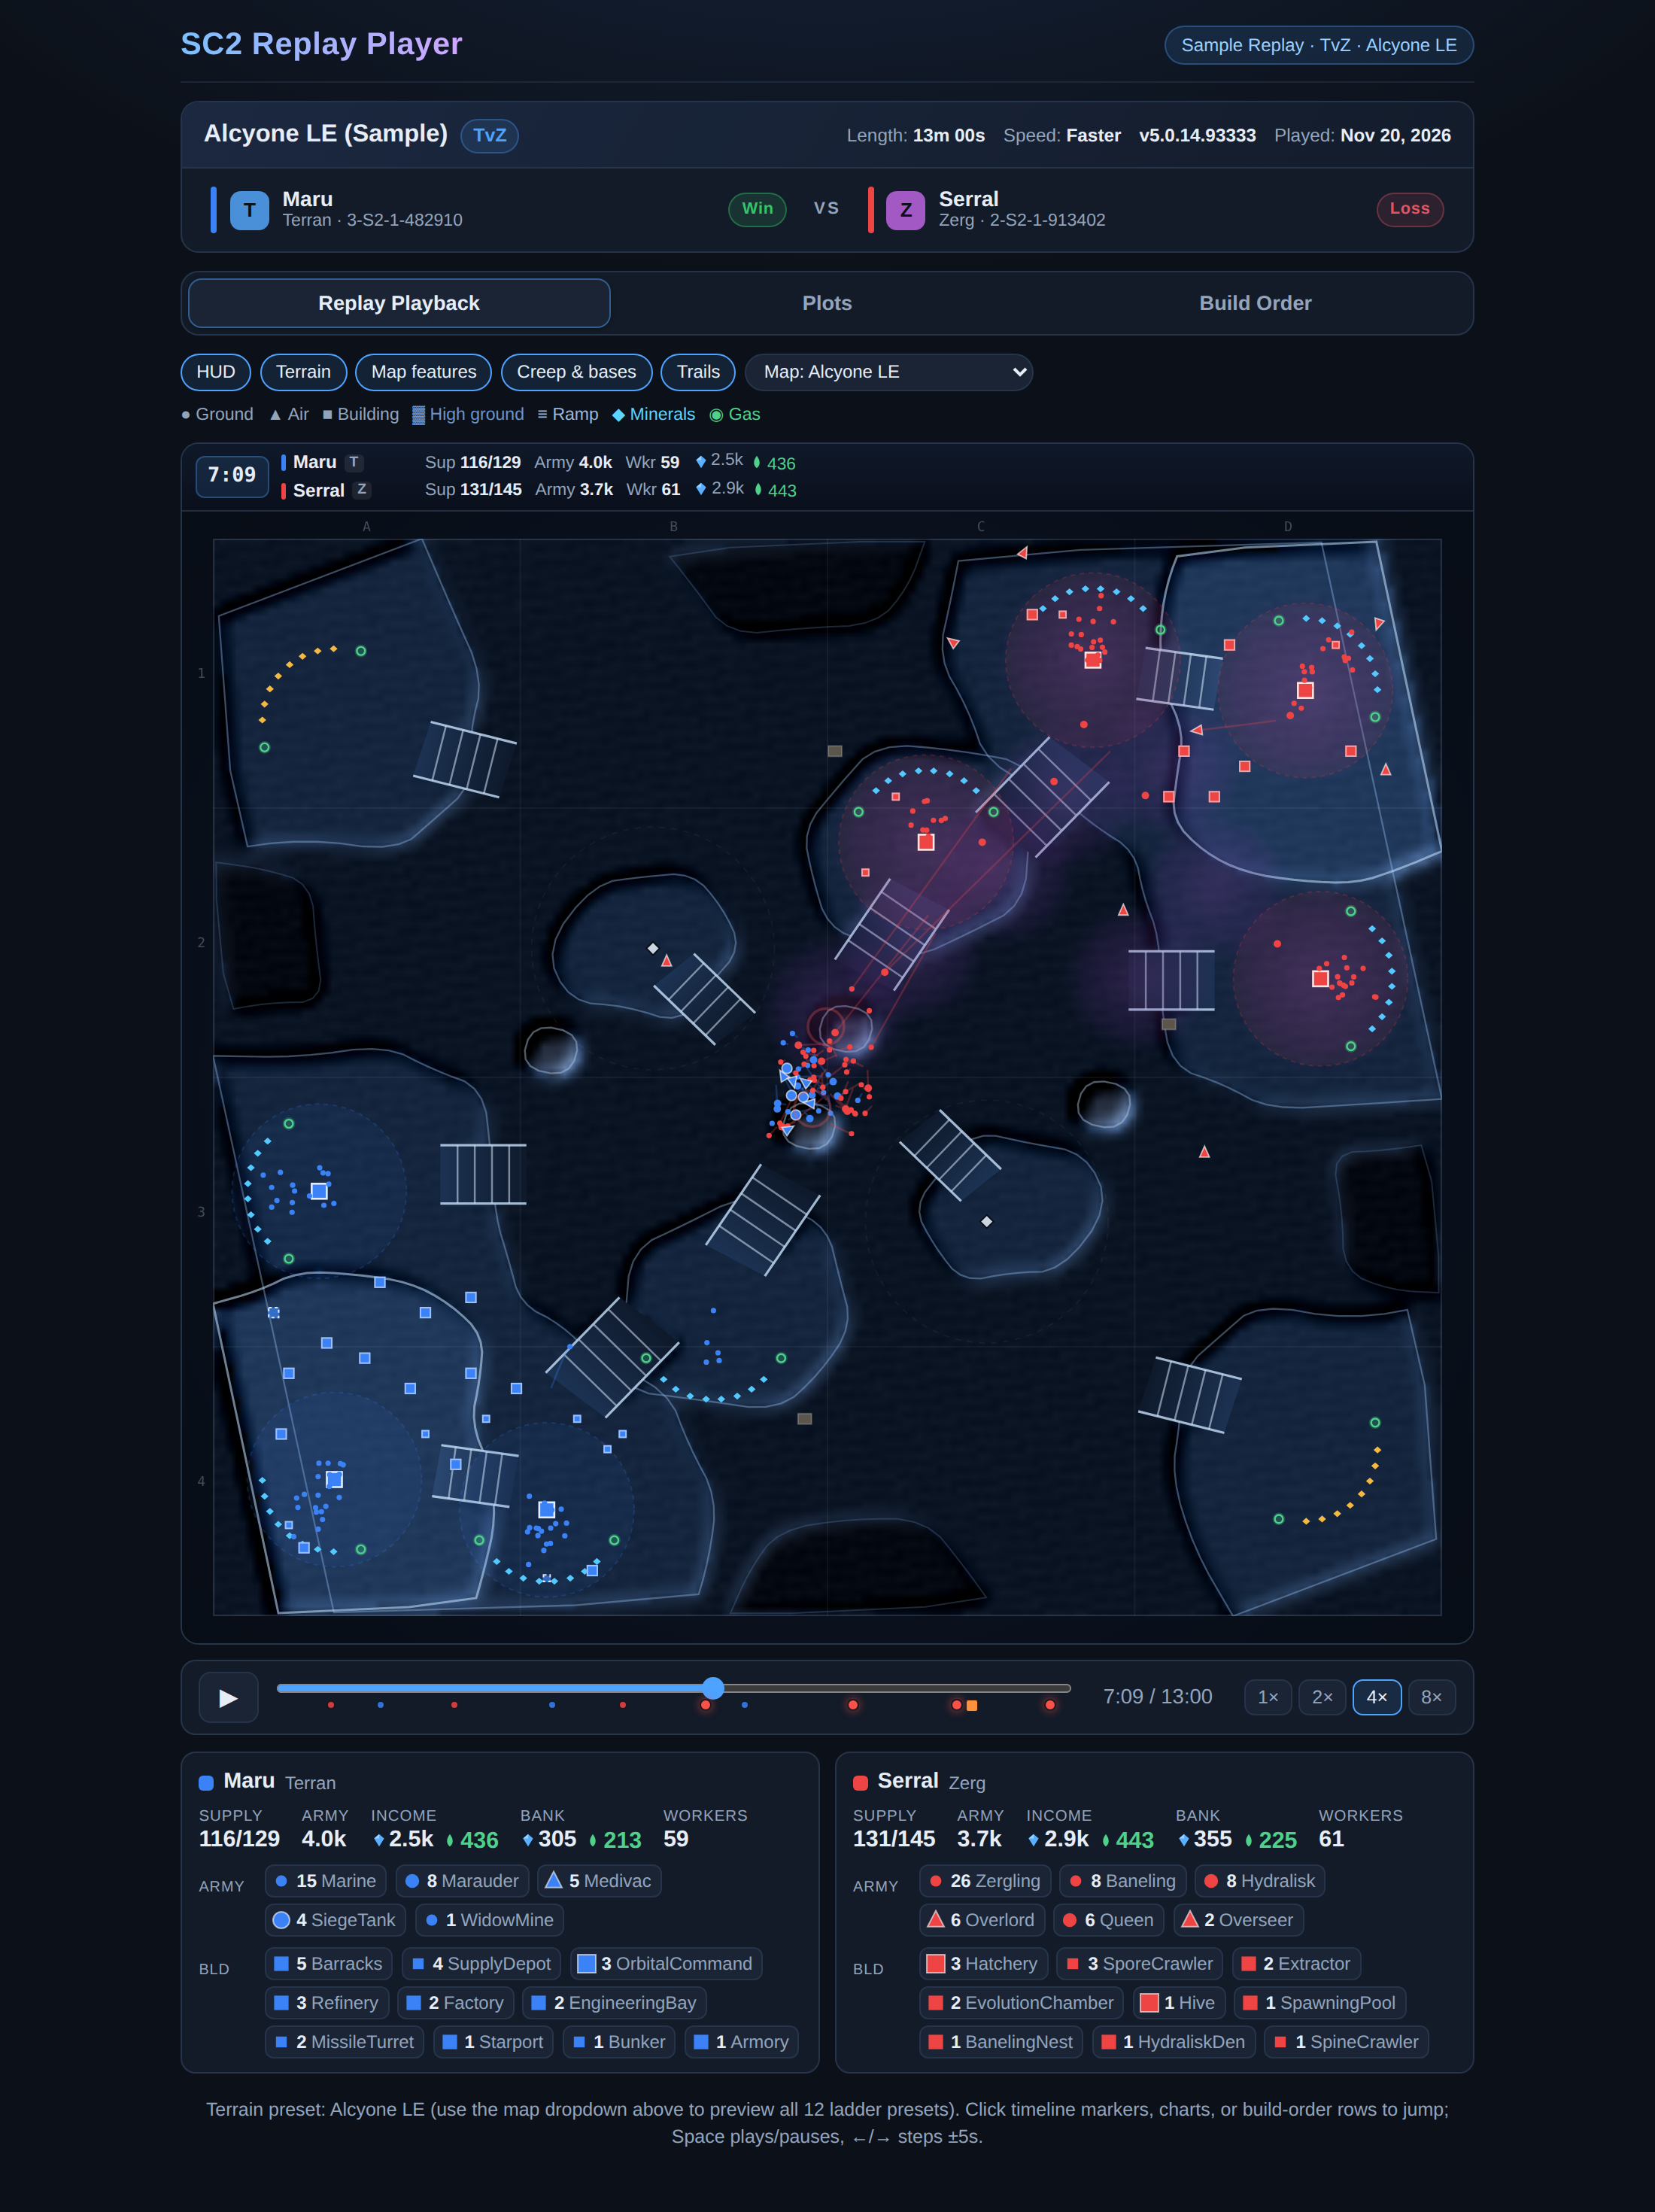 SC2 Replay Player
Sample Replay · TvZ · Alcyone LE
Alcyone LE (Sample) TvZ
Length: 13m 00s Speed: Faster v5.0.14.93333 Played: Nov 20, 2026
T Maru
Terran · 3-S2-1-482910
Win
VS
Z Serral
Zerg · 2-S2-1-913402
Loss
Replay Playback
Plots
Build Order
HUD Terrain Map features Creep & bases Trails Map: Alcyone LE
● Ground ▲ Air ■ Building ▓ High ground ≡ Ramp ◆ Minerals ◉ Gas
7:09
Maru T Sup 116/129 Army 4.0k Wkr 59 2.5k 436
Serral Z Sup 131/145 Army 3.7k Wkr 61 2.9k 443
A B C D
1
2
3
4
▶
7:09 / 13:00
1× 2× 4× 8×
Maru Terran
SUPPLY ARMY INCOME BANK WORKERS
116/129 4.0k 2.5k 436 305 213 59
ARMY 15 Marine 8 Marauder 5 Medivac
4 SiegeTank 1 WidowMine
BLD 5 Barracks 4 SupplyDepot 3 OrbitalCommand
3 Refinery 2 Factory 2 EngineeringBay
2 MissileTurret 1 Starport 1 Bunker 1 Armory
Serral Zerg
SUPPLY ARMY INCOME BANK WORKERS
131/145 3.7k 2.9k 443 355 225 61
ARMY 26 Zergling 8 Baneling 8 Hydralisk
6 Overlord 6 Queen 2 Overseer
BLD 3 Hatchery 3 SporeCrawler 2 Extractor
2 EvolutionChamber 1 Hive 1 SpawningPool
1 BanelingNest 1 HydraliskDen 1 SpineCrawler
Terrain preset: Alcyone LE (use the map dropdown above to preview all 12 ladder presets). Click timeline markers, charts, or build-order rows to jump;
Space plays/pauses, ←/→ steps ±5s.